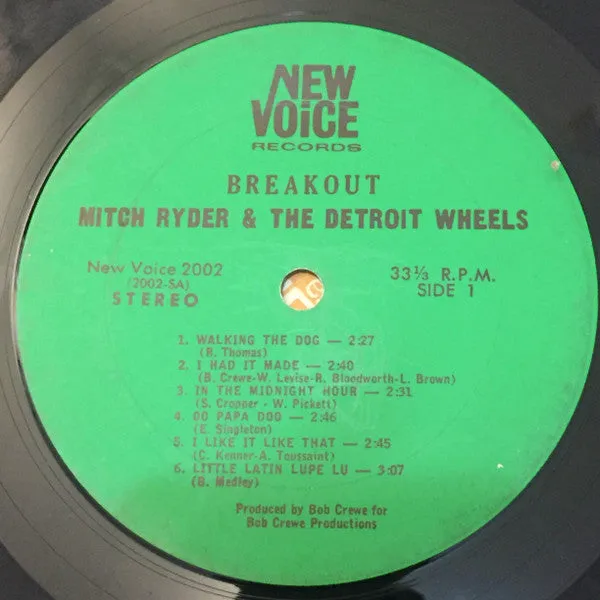 NEW
VOiCE
RECORDS
BREAKOUT
MITCH RYDER & THE DETROIT WHEELS
New Voice 2002
(2002-SA)
STEREO
33⅓ R.P.M.
SIDE 1
1. WALKING THE DOG — 2:27
(R. Thomas)
2. I HAD IT MADE — 2:40
(B. Crewe-W. Levise-R. Bloodworth-L. Brown)
3. IN THE MIDNIGHT HOUR — 2:31
(S. Cropper - W. Pickett)
4. OO PAPA DOO — 2:46
(E. Singleton)
5. I LIKE IT LIKE THAT — 2:45
(C. Kenner-A. Toussaint)
6. LITTLE LATIN LUPE LU — 3:07
(B. Medley)
Produced by Bob Crewe for
Bob Crewe Productions